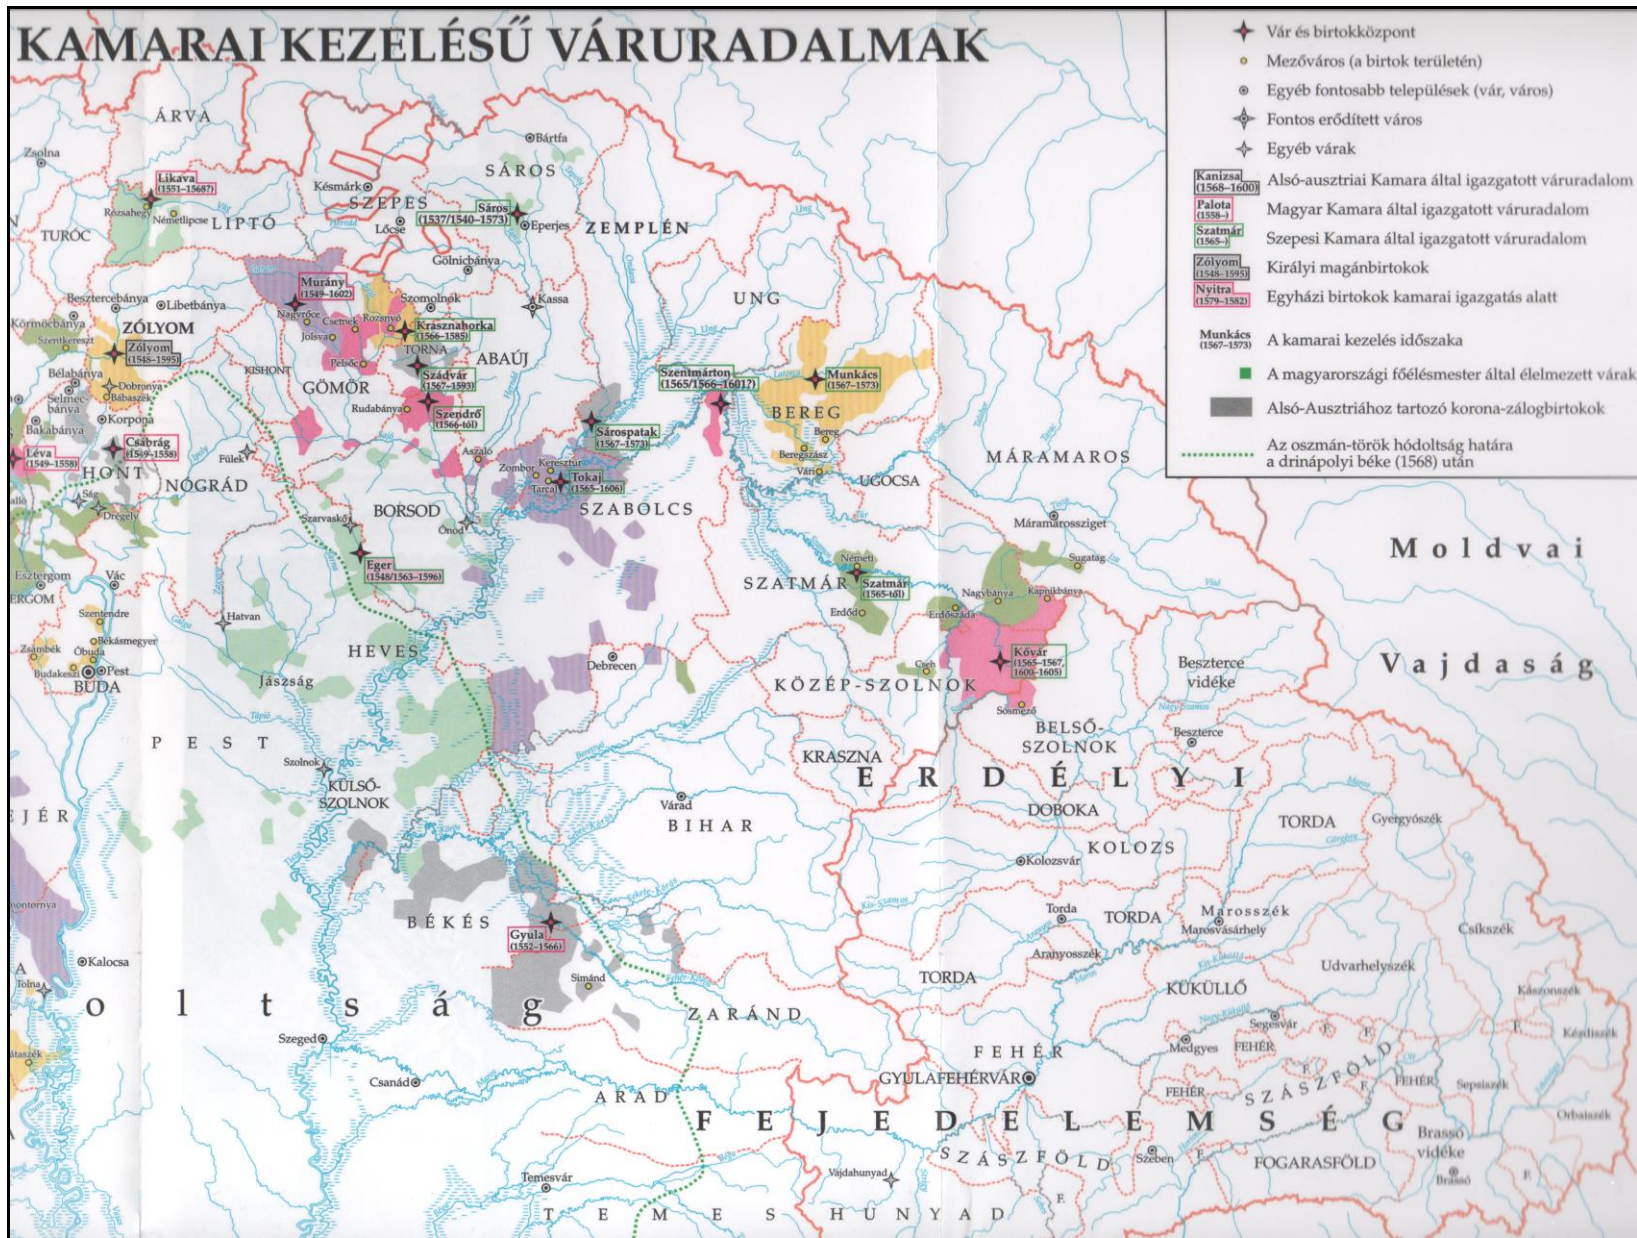 KAMARAI KEZELÉSŰ VÁRURADALMAK
Vár és birtokközpont
Mezőváros (a birtok területén)
Egyéb fontosabb települések (vár, város)
Fontos erődített város
Egyéb várak
Kanizsa
(1568–1600)
Alsó-ausztriai Kamara által igazgatott váruradalom
Palota
(1558–)
Magyar Kamara által igazgatott váruradalom
Szatmár
(1565–)
Szepesi Kamara által igazgatott váruradalom
Zólyom
(1548–1595)
Királyi magánbirtokok
Nyitra
(1579–1582)
Egyházi birtokok kamarai igazgatás alatt
Munkács
(1567–1573)
A kamarai kezelés időszaka
A magyarországi főélésmester által élelmezett várak
Alsó-Ausztriához tartozó korona-zálogbirtokok
Az oszmán-török hódoltság határa
a drinápolyi béke (1568) után
ÁRVA
Zsolna
Bártfa
SÁROS
Likava
(1551–1568?)
Késmárk
SZEPES
Rózsahegy
Németlipcse
LIPTÓ
TURÓC
Lőcse
Sáros
(1537/1540–1573)
Eperjes
ZEMPLÉN
Gölnicbánya
Murány
(1549–1602)
UNG
Besztercebánya
Libetbánya
Szomolnok
Kassa
Körmöcbánya
Nagyrőce
Csetnek
Rozsnyó
Krasznahorka
(1566–1585)
Szentkereszt
ZÓLYOM
Zólyom
(1548–1595)
Jolsva
TORNA
ABAÚJ
Pelsőc
KISHONT
GÖMÖR
Szádvár
(1567–1593)
Szentmárton
(1565/1566–1601?)
Munkács
(1567–1573)
Bélabánya
Dobronya
Bábaszék
Selmec-
bánya
Rudabánya
Szendrő
(1566-tól)
BEREG
Korpona
Bakabánya
Sárospatak
(1567–1573)
Bereg
Csábrág
(1549–1558)
Léva
(1549–1558)
Fülek
Aszaló
Beregszász
MÁRAMAROS
HONT
Zombor
Keresztúr
Tarcal
Tokaj
(1565–1606)
Vári
UGOCSA
NÓGRÁD
Ság
Drégely
BORSOD
SZABOLCS
Szarvaskő
Ónod
Máramarossziget
Moldvai
Eger
(1548/1563–1596)
Németi
Sugatag
SZATMÁR
Szatmár
(1565-től)
Esztergom
Vác
Nagybánya
Kapnikbánya
Erdőd
Erdőszáda
Szentendre
Hatvan
Békásmegyer
Zsámbék
Óbuda
HEVES
Debrecen
Kővár
(1565–1567,
1600–1605)
Beszterce
vidéke
Vajdaság
Budakeszi
Pest
BUDA
Jászság
Cseh
KÖZÉP-SZOLNOK
Sósmező
PEST
BELSŐ-
SZOLNOK
Beszterce
KRASZNA
Szolnok
KÜLSŐ-
SZOLNOK
ERDÉLYI
Várad
BIHAR
DOBOKA
TORDA
Gyergyószék
EJÉR
KOLOZS
Kolozsvár
BÉKÉS
Gyula
(1552–1566)
Torda
TORDA
Marosszék
Marosvásárhely
Csíkszék
Aranyosszék
Kalocsa
Simánd
TORDA
Udvarhelyszék
Tolna
KÜKÜLLŐ
Kászonszék
oltság
ZARÁND
Segesvár
Kézdiszék
Szeged
FEHÉR
Medgyes
FEHÉR
Csanád
GYULAFEHÉRVÁR
FEHÉR
SZÁSZFÖLD
FEHÉR
Sepsiszék
ARAD
Orbaiszék
FEJEDELEMSÉG
Brassó
vidéke
SZÁSZFÖLD
Szeben
FOGARASFÖLD
Brassó
Temesvár
Vajdahunyad
TEMES
HUNYAD